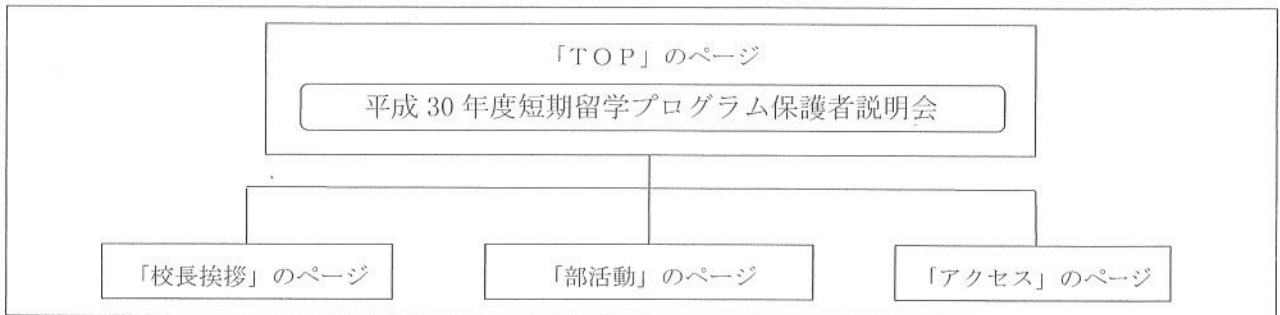 「ＴＯＰ」のページ
平成 30 年度短期留学プログラム保護者説明会
「校長挨拶」のページ
「部活動」のページ
「アクセス」のページ